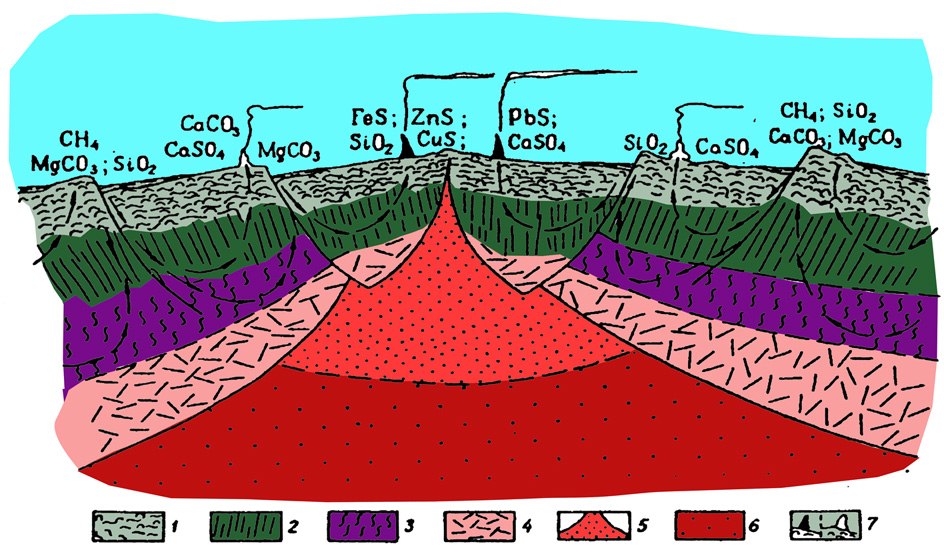 FeS; ZnS; PbS;
SiO₂ CuS; CaSO₄
CaCO₃
CaSO₄ MgCO₃
CH₄
MgCO₃; SiO₂
SiO₂ CaSO₄
CH₄; SiO₂
CaCO₃; MgCO₃
1 2 3 4 5 6 7